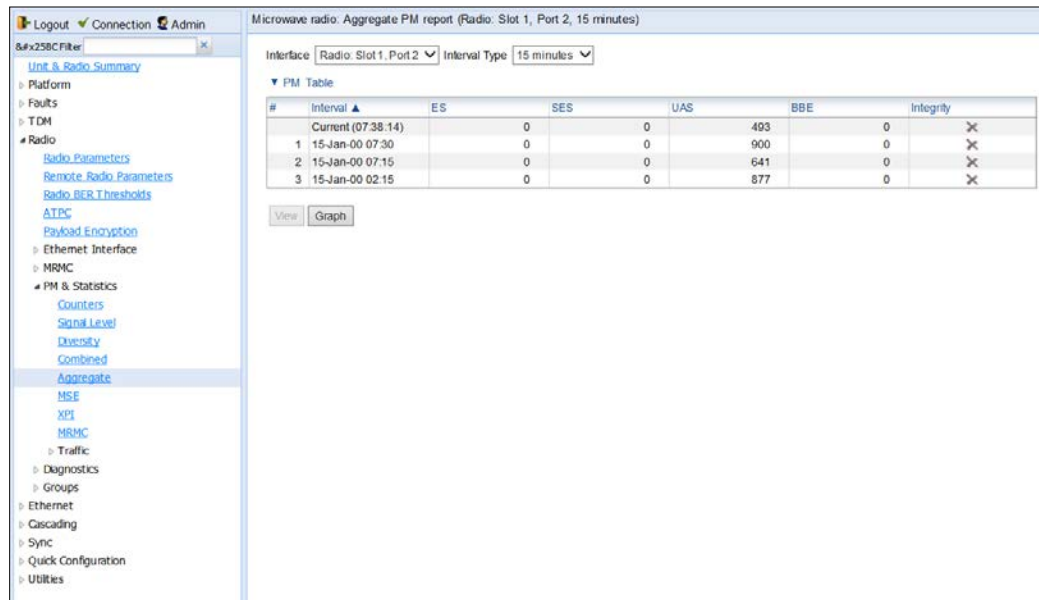 Logout Connection Admin
&#x25BC Filter
Unit & Radio Summary
Platform
Faults
TDM
Radio
Radio Parameters
Remote Radio Parameters
Radio BER Thresholds
ATPC
Payload Encryption
Ethernet Interface
MRMC
PM & Statistics
Counters
Signal Level
Diversity
Combined
Aggregate
MSE
XPI
MRMC
Traffic
Diagnostics
Groups
Ethernet
Cascading
Sync
Quick Configuration
Utilities
Microwave radio: Aggregate PM report (Radio: Slot 1, Port 2, 15 minutes)
Interface Radio: Slot 1, Port 2 Interval Type 15 minutes
▼ PM Table
# Interval ▲ ES SES UAS BBE Integrity
Current (07:38:14) 0 0 493 0
1 15-Jan-00 07:30 0 0 900 0
2 15-Jan-00 07:15 0 0 641 0
3 15-Jan-00 02:15 0 0 877 0
View Graph